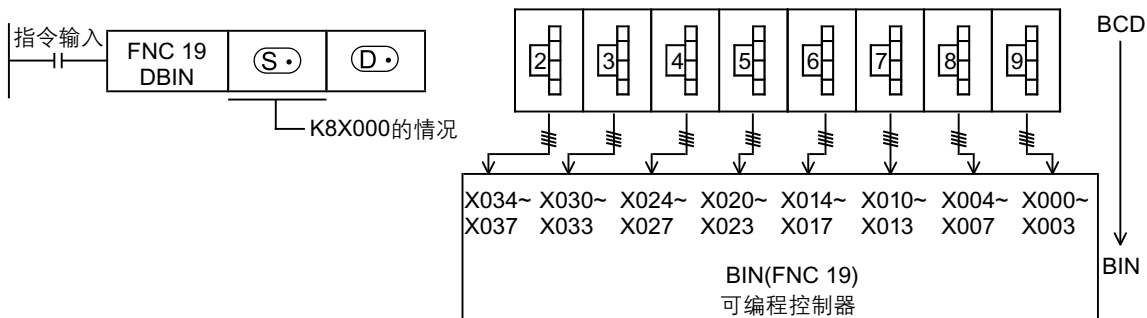 指令输入
FNC 19
DBIN
S·
D·
K8X000的情况
2 3 4 5 6 7 8 9
BCD
X034~ X030~ X024~ X020~ X014~ X010~ X004~ X000~
X037 X033 X027 X023 X017 X013 X007 X003
BIN(FNC 19)
可编程控制器
BIN